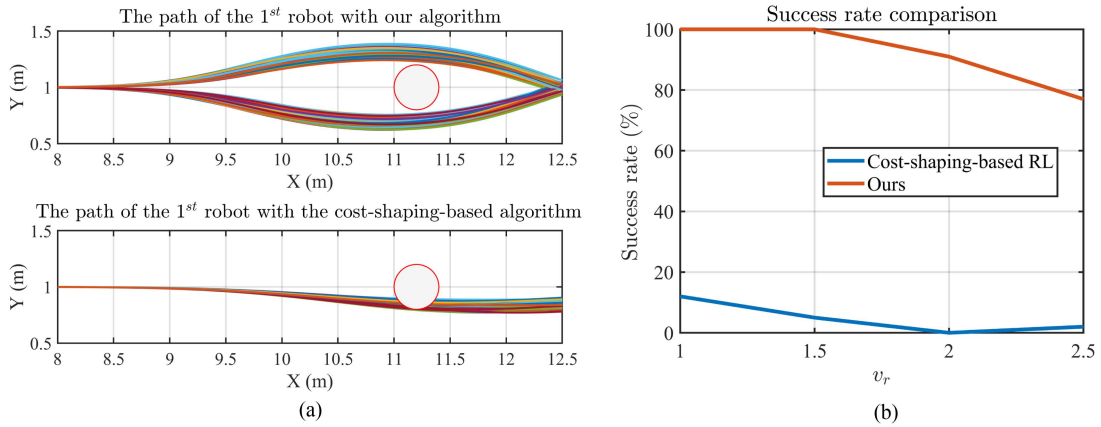 The path of the 1st robot with our algorithm
1.5
1
0.5
Y (m)
8 8.5 9 9.5 10 10.5 11 11.5 12 12.5
X (m)
The path of the 1st robot with the cost-shaping-based algorithm
1.5
1
0.5
Y (m)
8 8.5 9 9.5 10 10.5 11 11.5 12 12.5
X (m)
(a)
Success rate comparison
100
80
60
40
20
0
Success rate (%)
Cost-shaping-based RL
Ours
1 1.5 2 2.5
v_r
(b)